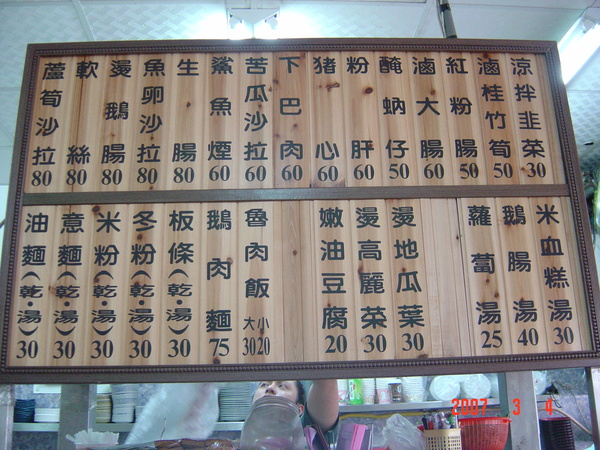 涼拌韭菜 30
滷桂竹筍 50
紅粉腸 50
滷大腸 60
醃蚋仔 50
粉肝 60
猪心 60
下巴肉 60
苦瓜沙拉 60
鯊魚煙 60
生腸 80
魚卵沙拉 80
燙鵝腸 80
軟絲 80
蘆筍沙拉 80
米血糕湯 30
鵝腸湯 40
蘿蔔湯 25
燙地瓜葉 30
燙高麗菜 30
嫩油豆腐 20
魯肉飯 小20 大30
鵝肉麵 75
板條(乾·湯) 30
冬粉(乾·湯) 30
米粉(乾·湯) 30
意麵(乾·湯) 30
油麵(乾·湯) 30
2007. 3 4